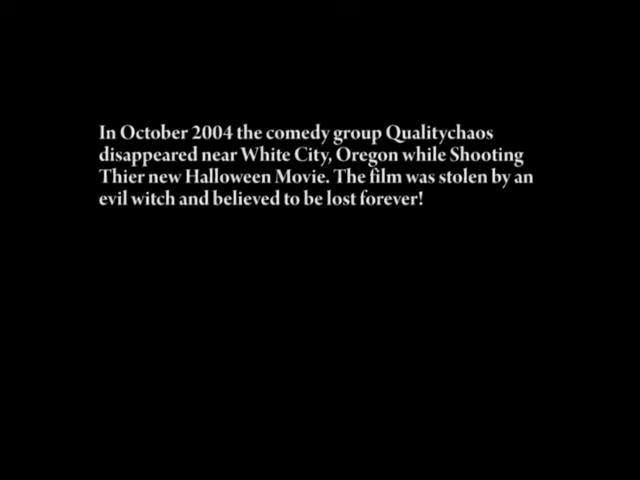 In October 2004 the comedy group Qualitychaos
disappeared near White City, Oregon while Shooting
Thier new Halloween Movie. The film was stolen by an
evil witch and believed to be lost forever!